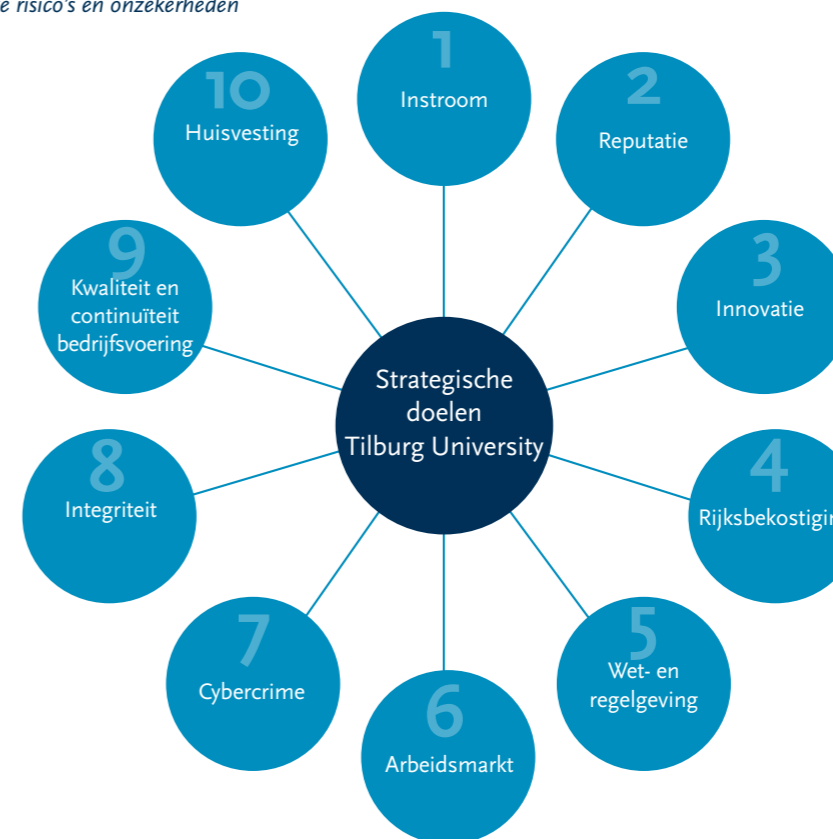 e risico's en onzekerheden
1
Instroom
2
Reputatie
3
Innovatie
4
Rijksbekostigin
5
Wet- en
regelgeving
6
Arbeidsmarkt
7
Cybercrime
8
Integriteit
9
Kwaliteit en
continuïteit
bedrijfsvoering
10
Huisvesting
Strategische
doelen
Tilburg University